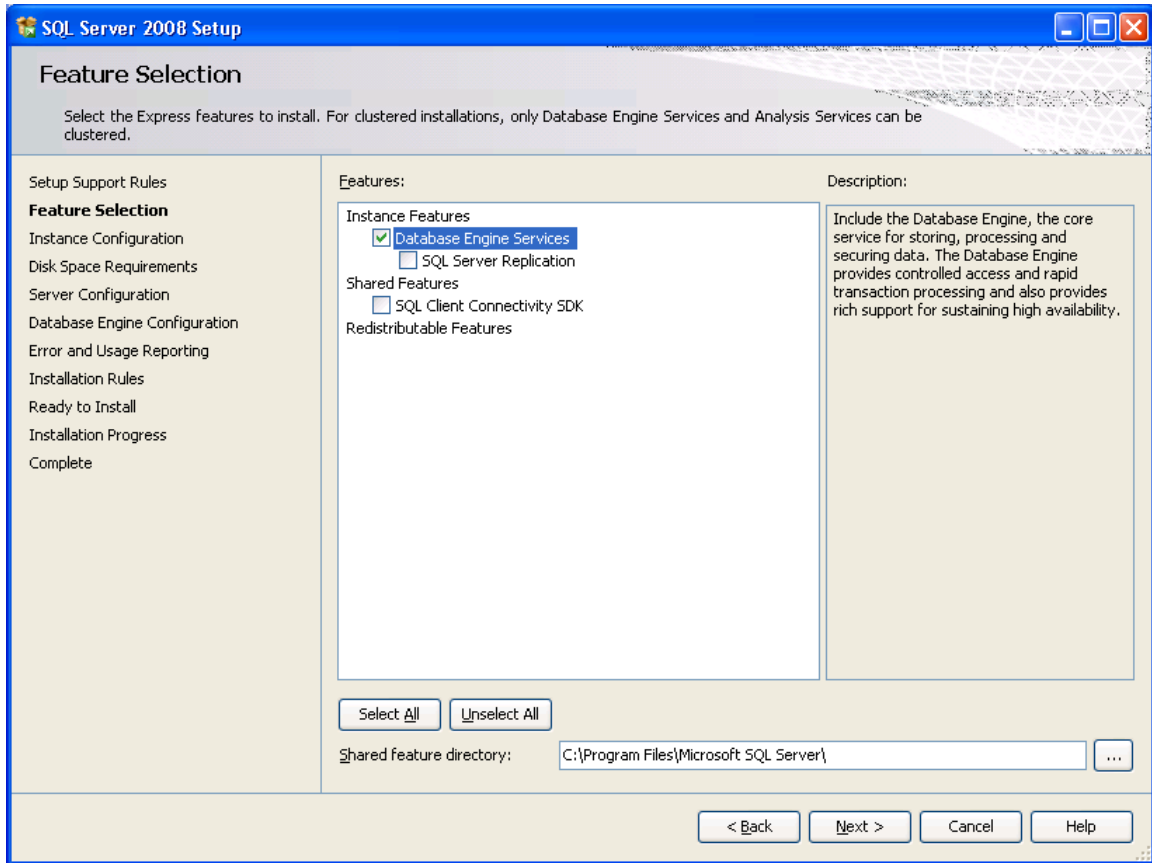 SQL Server 2008 Setup
Feature Selection
Select the Express features to install. For clustered installations, only Database Engine Services and Analysis Services can be
clustered.
Setup Support Rules
Feature Selection
Instance Configuration
Disk Space Requirements
Server Configuration
Database Engine Configuration
Error and Usage Reporting
Installation Rules
Ready to Install
Installation Progress
Complete
Features:
Instance Features
Database Engine Services
SQL Server Replication
Shared Features
SQL Client Connectivity SDK
Redistributable Features
Description:
Include the Database Engine, the core
service for storing, processing and
securing data. The Database Engine
provides controlled access and rapid
transaction processing and also provides
rich support for sustaining high availability.
Select All Unselect All
Shared feature directory: C:\Program Files\Microsoft SQL Server\ ...
< Back Next > Cancel Help